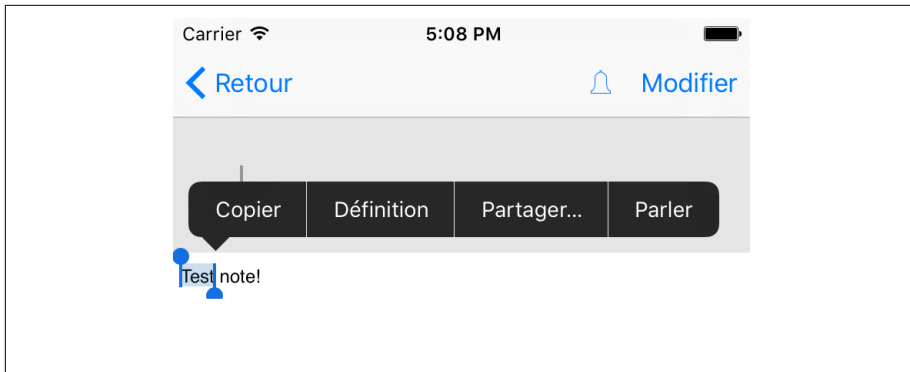 Carrier 5:08 PM
Retour Modifier
Copier Définition Partager... Parler
Test note!